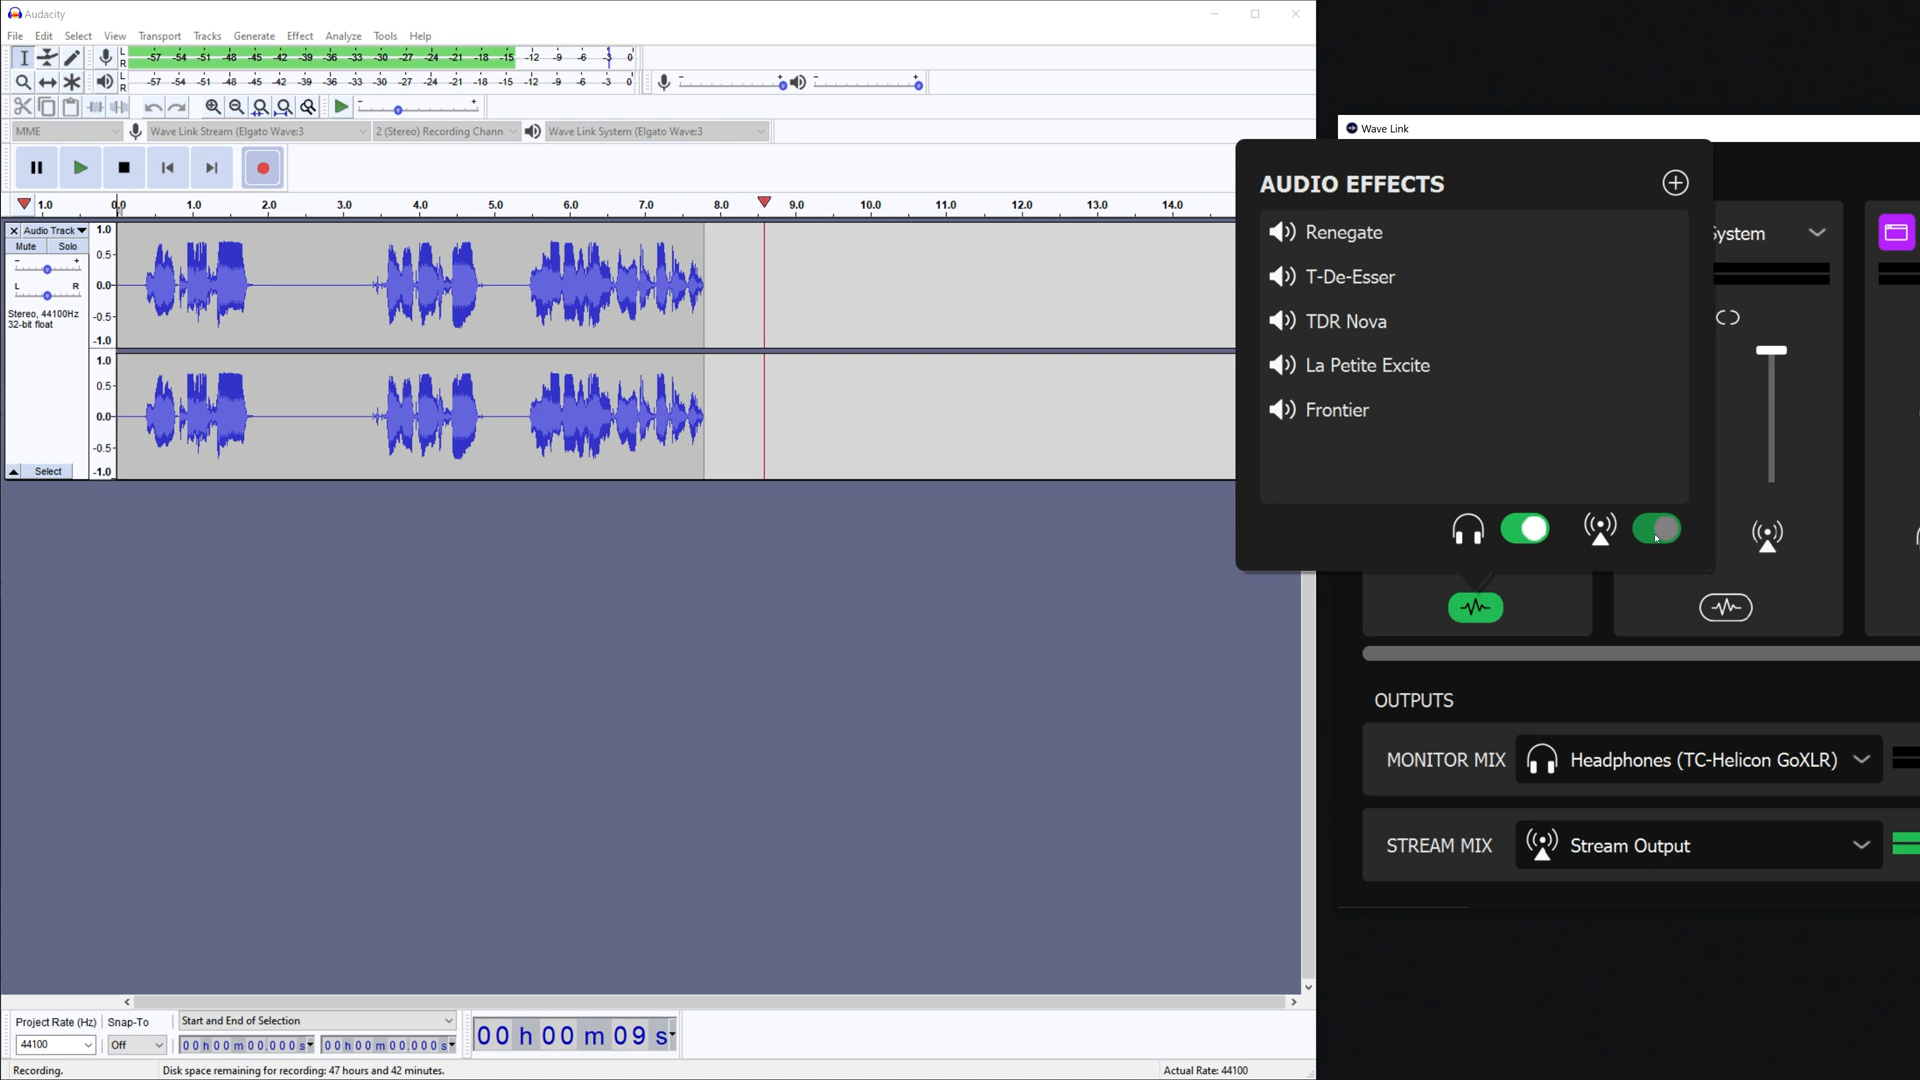 Audacity
File Edit Select View Transport Tracks Generate Effect Analyze Tools Help
L
R
-57 -54 -51 -48 -45 -42 -39 -36 -33 -30 -27 -24 -21 -18 -15 -12 -9 -6 -3 0
L
R
-57 -54 -51 -48 -45 -42 -39 -36 -33 -30 -27 -24 -21 -18 -15 -12 -9 -6 -3 0
MME
Wave Link Stream (Elgato Wave:3
2 (Stereo) Recording Chann
Wave Link System (Elgato Wave:3
1.0 0.0 1.0 2.0 3.0 4.0 5.0 6.0 7.0 8.0 9.0 10.0 11.0 12.0 13.0 14.0
Audio Track
Mute Solo
L R
Stereo, 44100Hz
32-bit float
Select
1.0
0.5
0.0
-0.5
-1.0
1.0
0.5
0.0
-0.5
-1.0
Project Rate (Hz)
44100
Snap-To
Off
Start and End of Selection
00 h 00 m 00.000 s
00 h 00 m 00.000 s
00 h 00 m 09 s
Recording.
Disk space remaining for recording: 47 hours and 42 minutes.
Actual Rate: 44100
Wave Link
AUDIO EFFECTS
Renegate
T-De-Esser
TDR Nova
La Petite Excite
Frontier
System
OUTPUTS
MONITOR MIX
Headphones (TC-Helicon GoXLR)
STREAM MIX
Stream Output